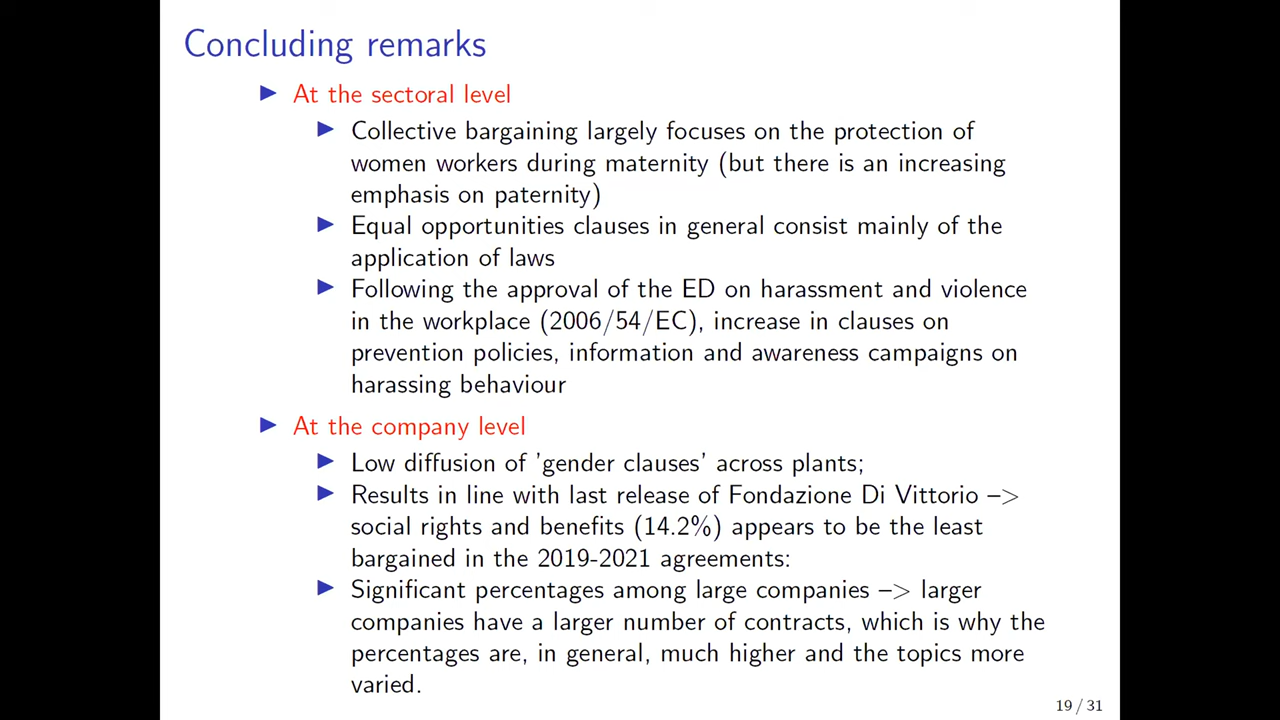 Concluding remarks
At the sectoral level
Collective bargaining largely focuses on the protection of
women workers during maternity (but there is an increasing
emphasis on paternity)
Equal opportunities clauses in general consist mainly of the
application of laws
Following the approval of the ED on harassment and violence
in the workplace (2006/54/EC), increase in clauses on
prevention policies, information and awareness campaigns on
harassing behaviour
At the company level
Low diffusion of 'gender clauses' across plants;
Results in line with last release of Fondazione Di Vittorio –>
social rights and benefits (14.2%) appears to be the least
bargained in the 2019-2021 agreements:
Significant percentages among large companies –> larger
companies have a larger number of contracts, which is why the
percentages are, in general, much higher and the topics more
varied.
19 / 31